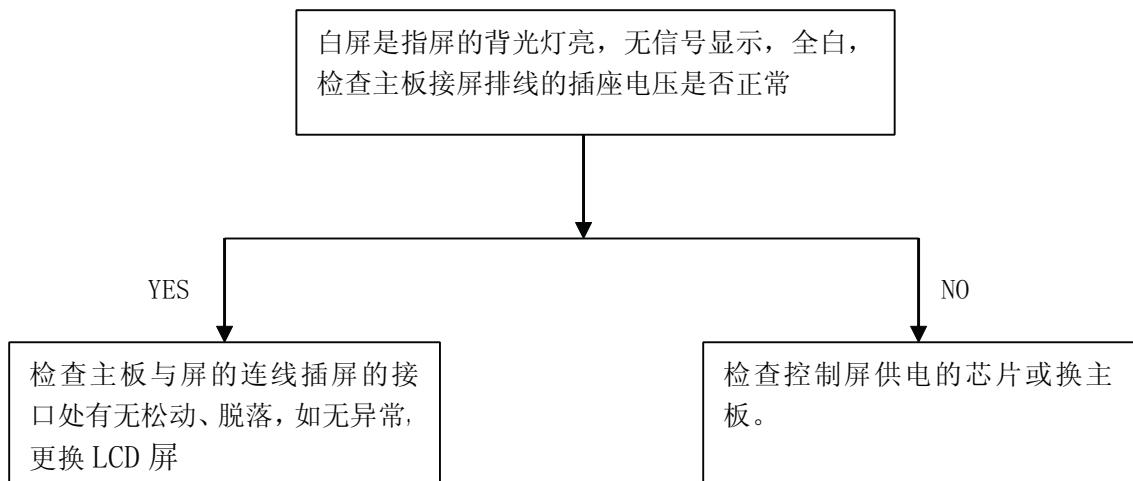 白屏是指屏的背光灯亮，无信号显示，全白，
检查主板接屏排线的插座电压是否正常
YES
NO
检查主板与屏的连线插屏的接
口处有无松动、脱落，如无异常，
更换 LCD 屏
检查控制屏供电的芯片或换主
板。